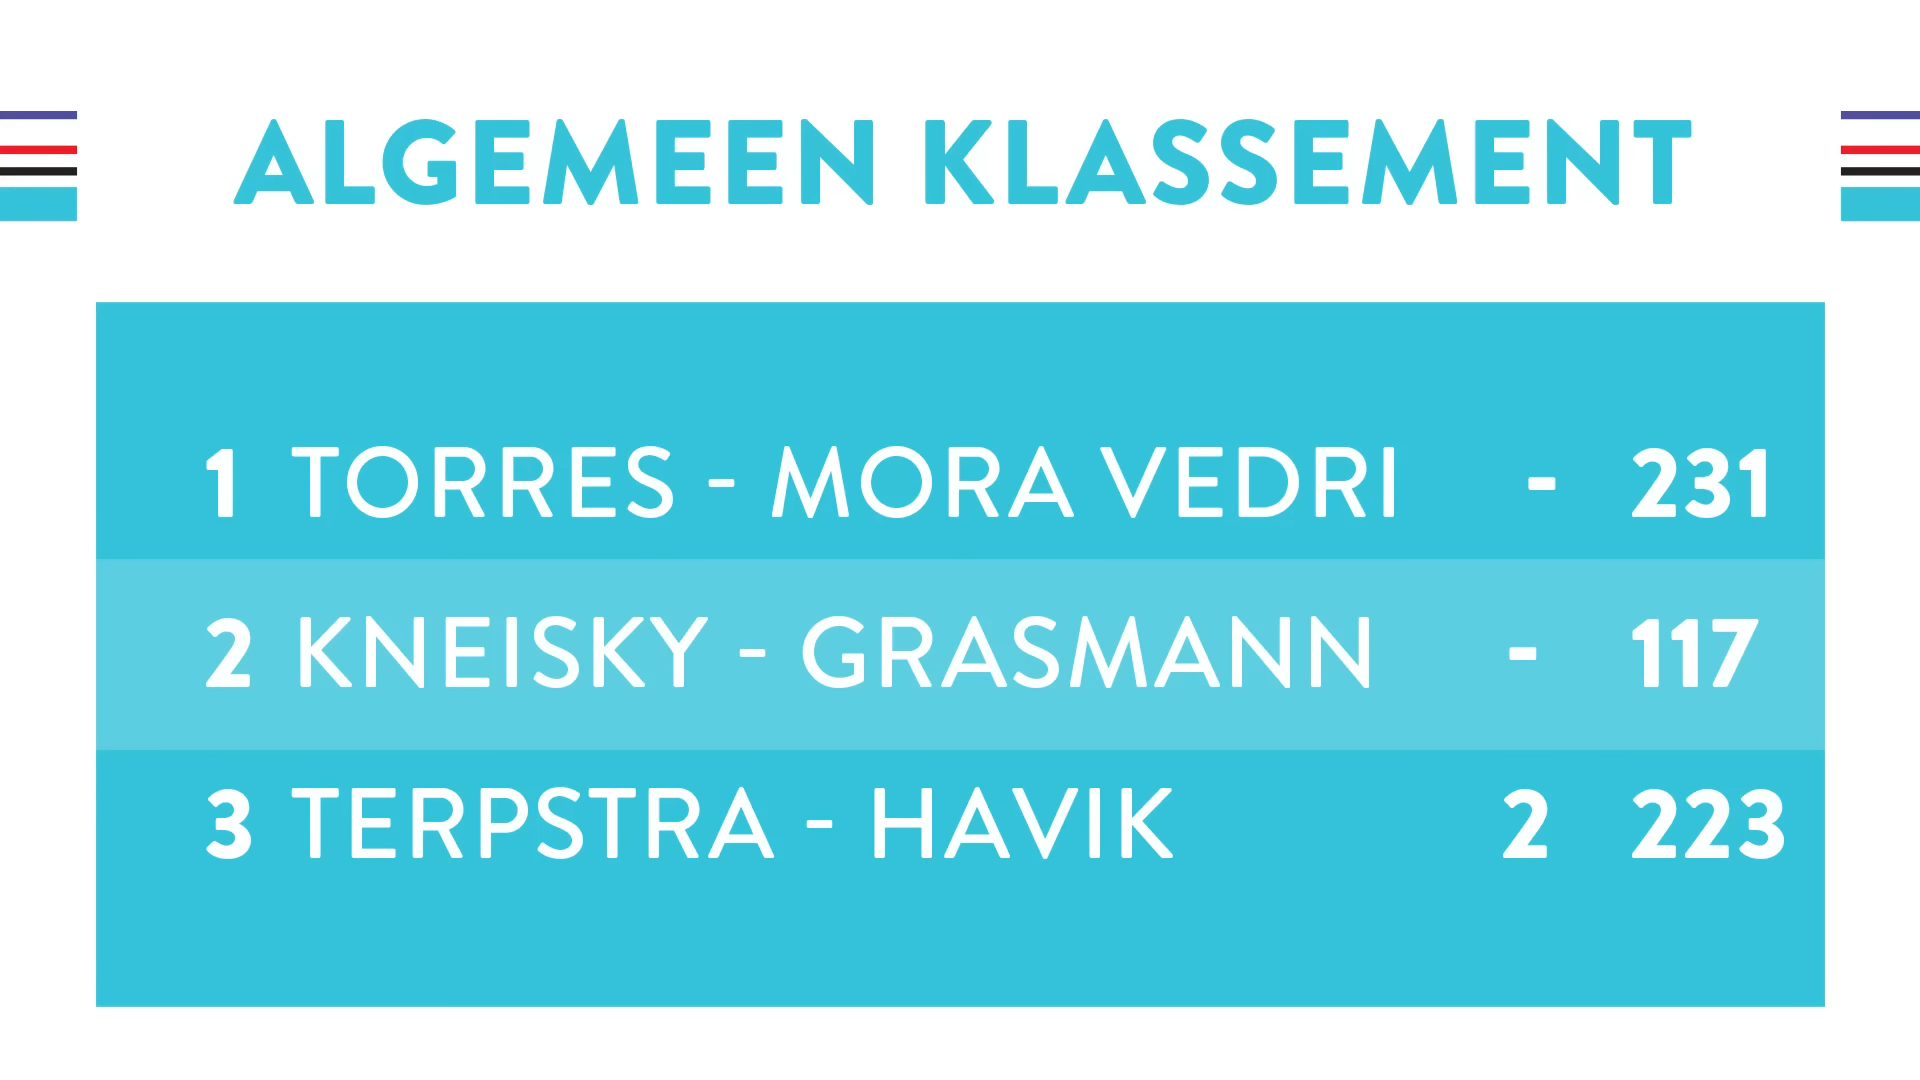 ALGEMEEN KLASSEMENT
1 TORRES - MORA VEDRI - 231
2 KNEISKY - GRASMANN - 117
3 TERPSTRA - HAVIK 2 223